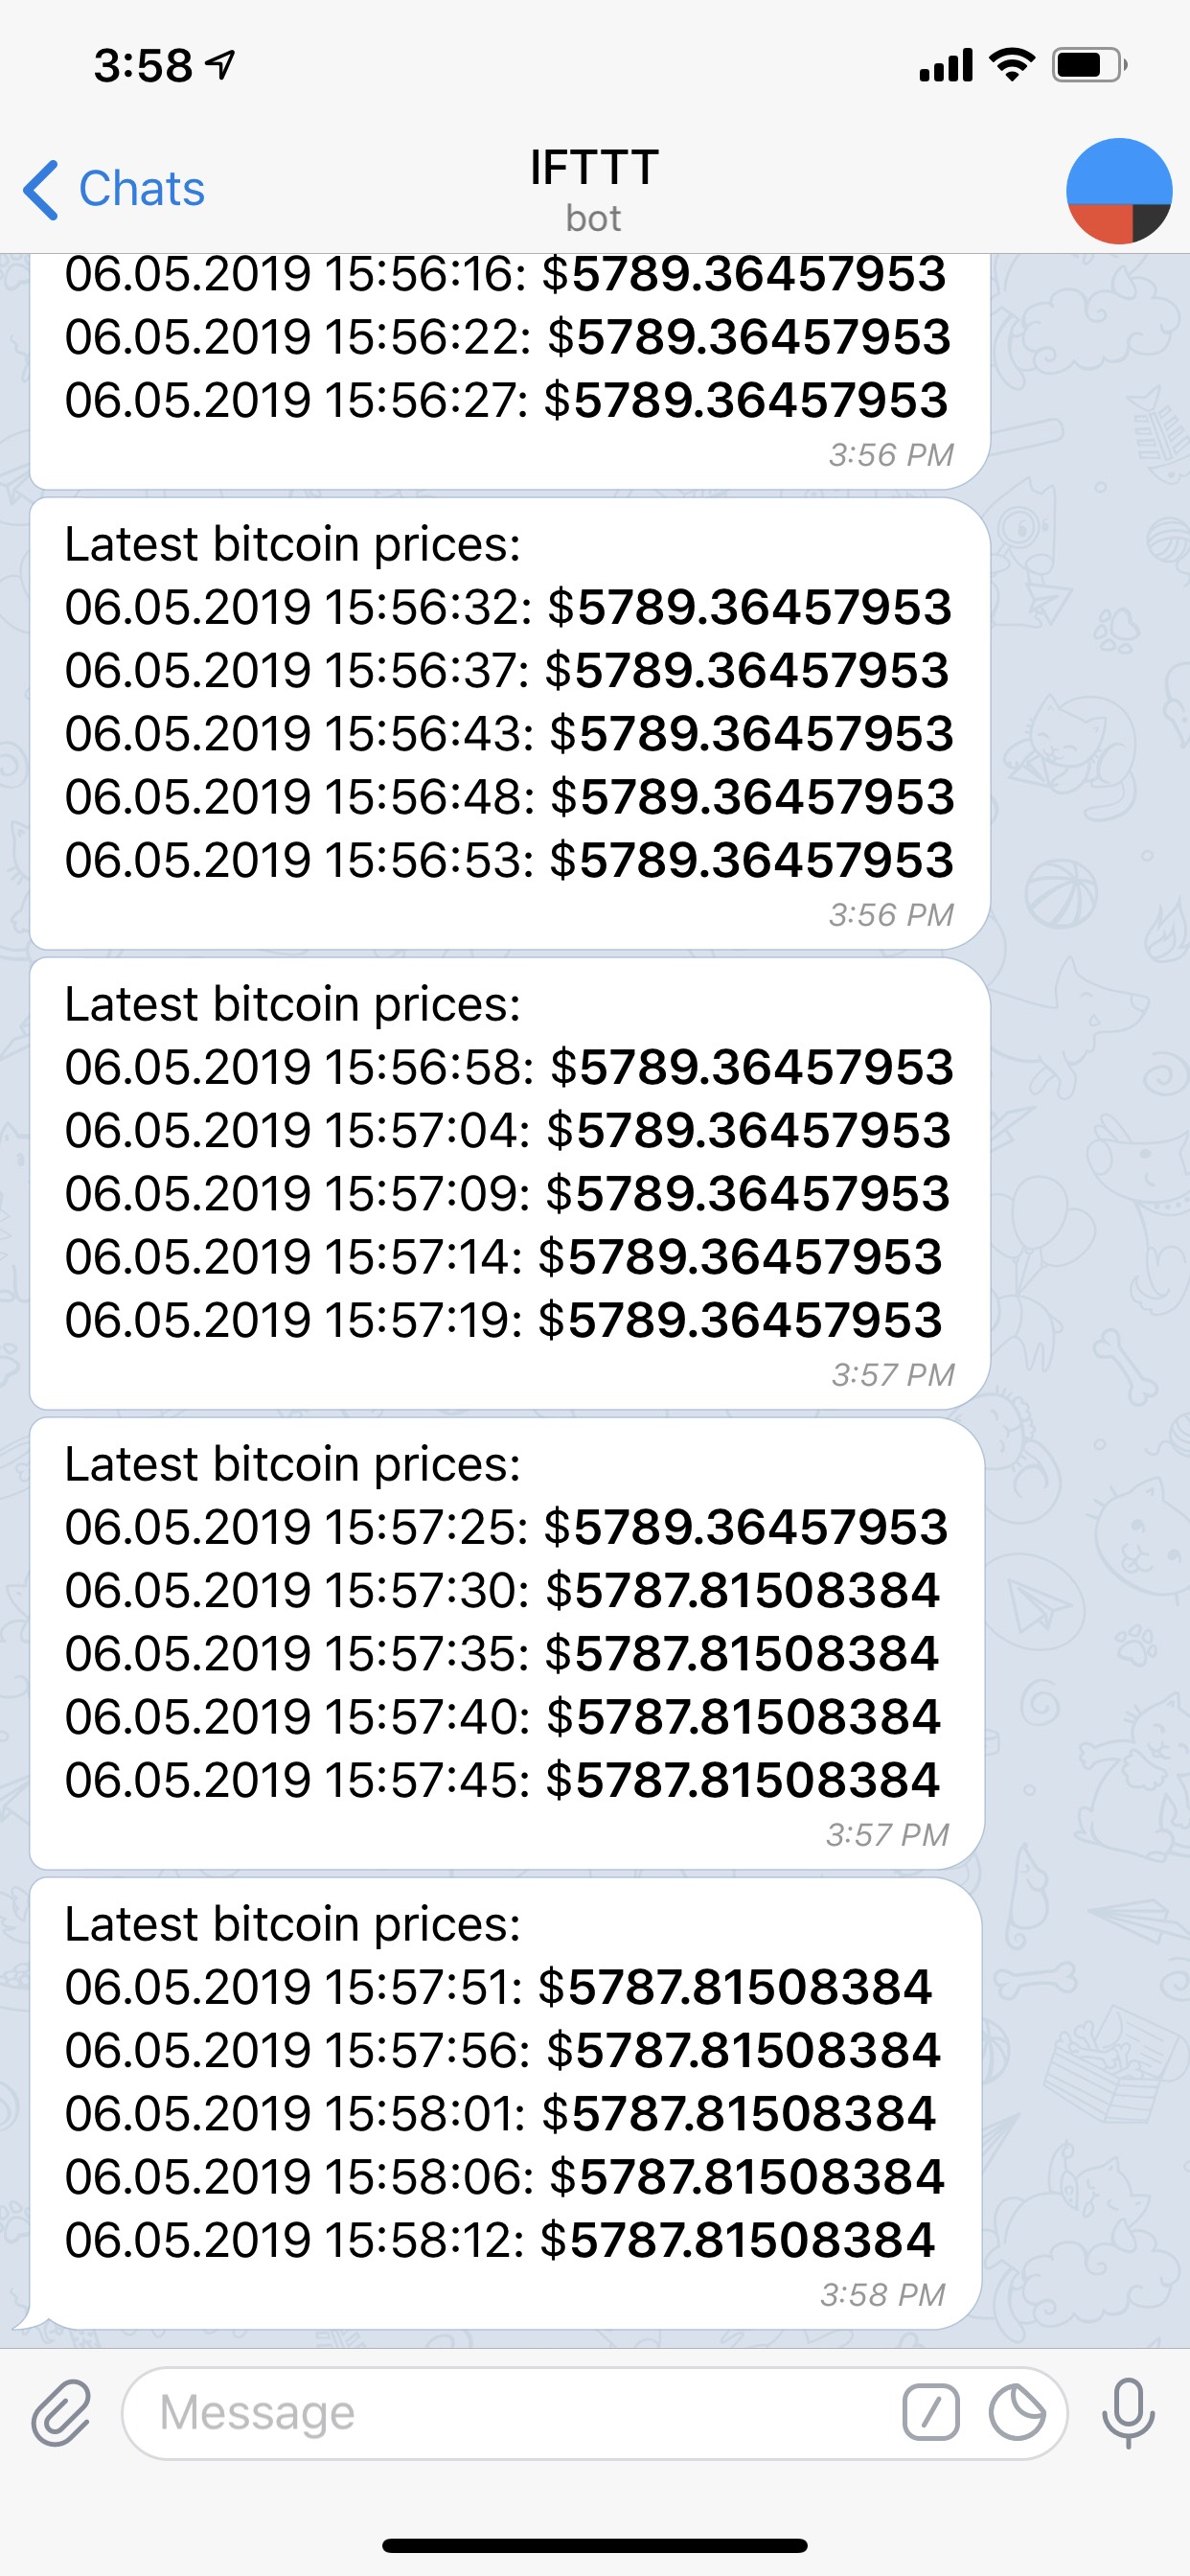 3:58
Chats
IFTTT
bot
06.05.2019 15:56:16: $5789.36457953
06.05.2019 15:56:22: $5789.36457953
06.05.2019 15:56:27: $5789.36457953
3:56 PM
Latest bitcoin prices:
06.05.2019 15:56:32: $5789.36457953
06.05.2019 15:56:37: $5789.36457953
06.05.2019 15:56:43: $5789.36457953
06.05.2019 15:56:48: $5789.36457953
06.05.2019 15:56:53: $5789.36457953
3:56 PM
Latest bitcoin prices:
06.05.2019 15:56:58: $5789.36457953
06.05.2019 15:57:04: $5789.36457953
06.05.2019 15:57:09: $5789.36457953
06.05.2019 15:57:14: $5789.36457953
06.05.2019 15:57:19: $5789.36457953
3:57 PM
Latest bitcoin prices:
06.05.2019 15:57:25: $5789.36457953
06.05.2019 15:57:30: $5787.81508384
06.05.2019 15:57:35: $5787.81508384
06.05.2019 15:57:40: $5787.81508384
06.05.2019 15:57:45: $5787.81508384
3:57 PM
Latest bitcoin prices:
06.05.2019 15:57:51: $5787.81508384
06.05.2019 15:57:56: $5787.81508384
06.05.2019 15:58:01: $5787.81508384
06.05.2019 15:58:06: $5787.81508384
06.05.2019 15:58:12: $5787.81508384
3:58 PM
Message